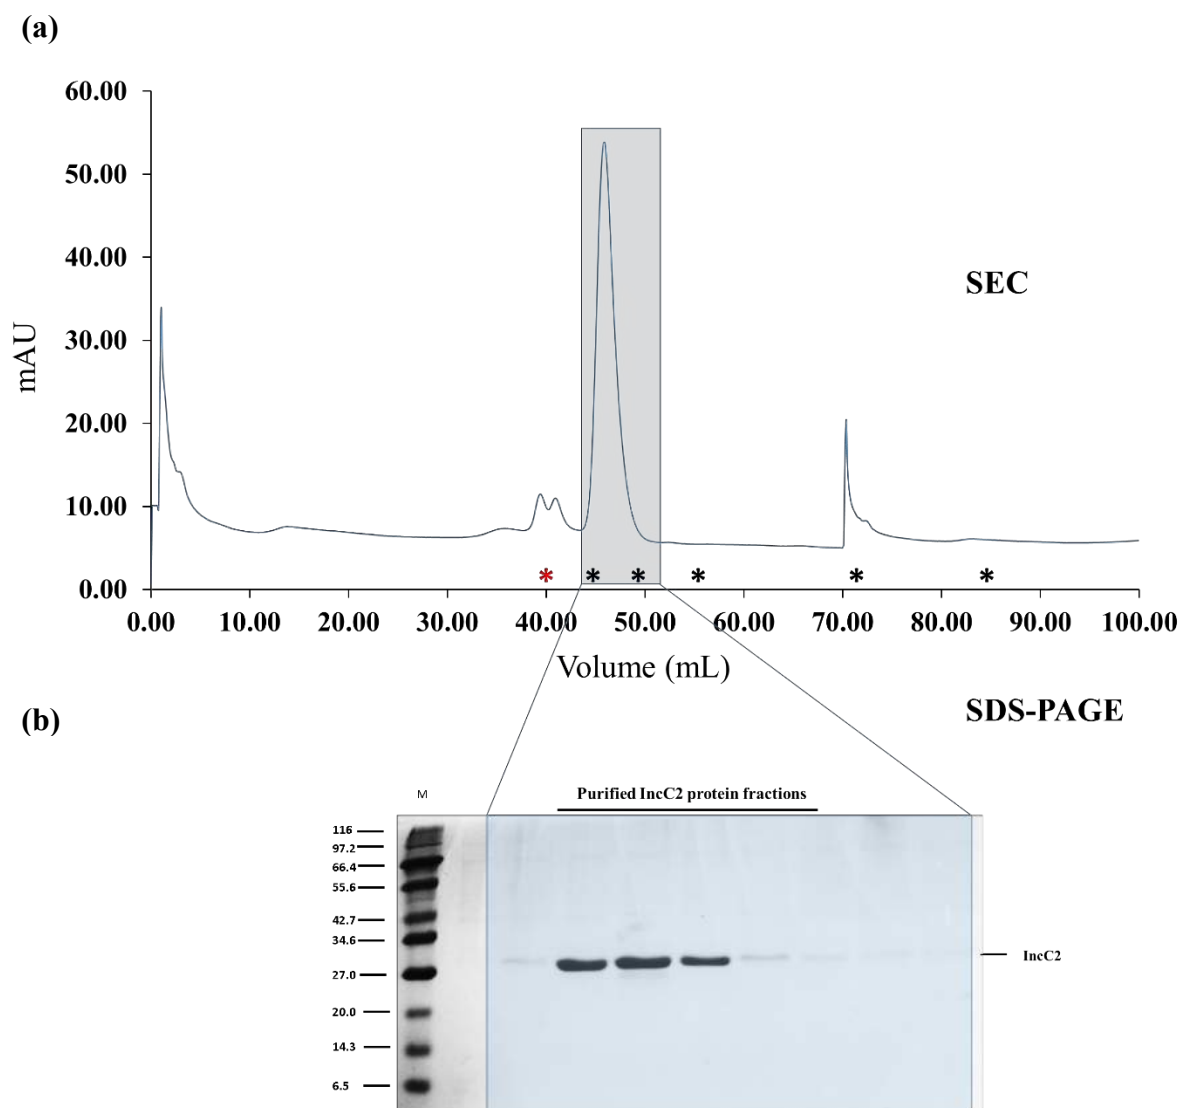 (a)
60.00
50.00
40.00
30.00
20.00
10.00
0.00
mAU
SEC
* * * * * *
0.00 10.00 20.00 30.00 40.00 50.00 60.00 70.00 80.00 90.00 100.00
Volume (mL)
(b)
SDS-PAGE
M
Purified IncC2 protein fractions
116
97.2
66.4
55.6
42.7
34.6
27.0
20.0
14.3
6.5
IncC2